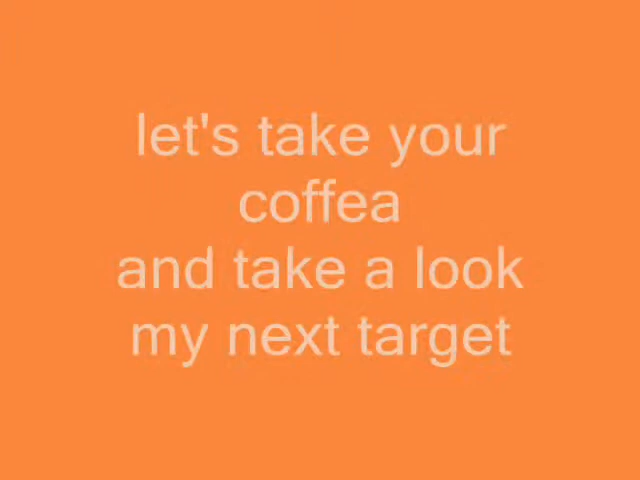 let's take your
coffea
and take a look
my next target